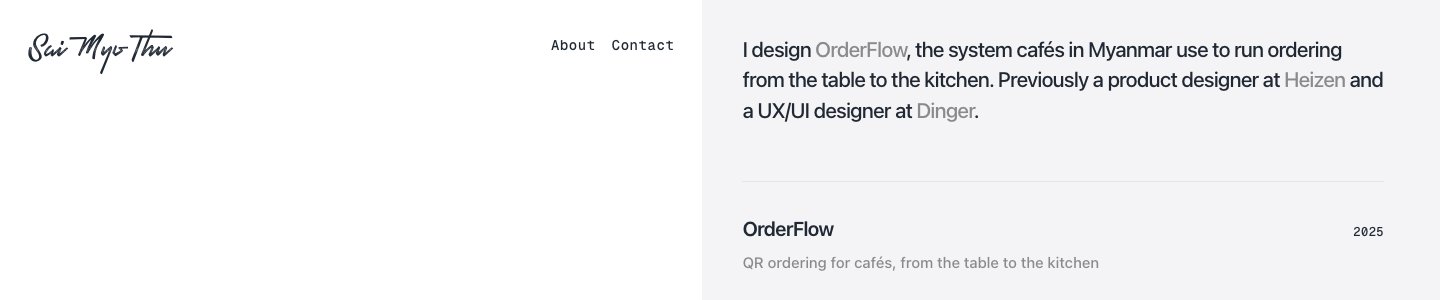 Sai Myo Thu
About Contact
I design OrderFlow, the system cafés in Myanmar use to run ordering
from the table to the kitchen. Previously a product designer at Heizen and
a UX/UI designer at Dinger.
OrderFlow
2025
QR ordering for cafés, from the table to the kitchen